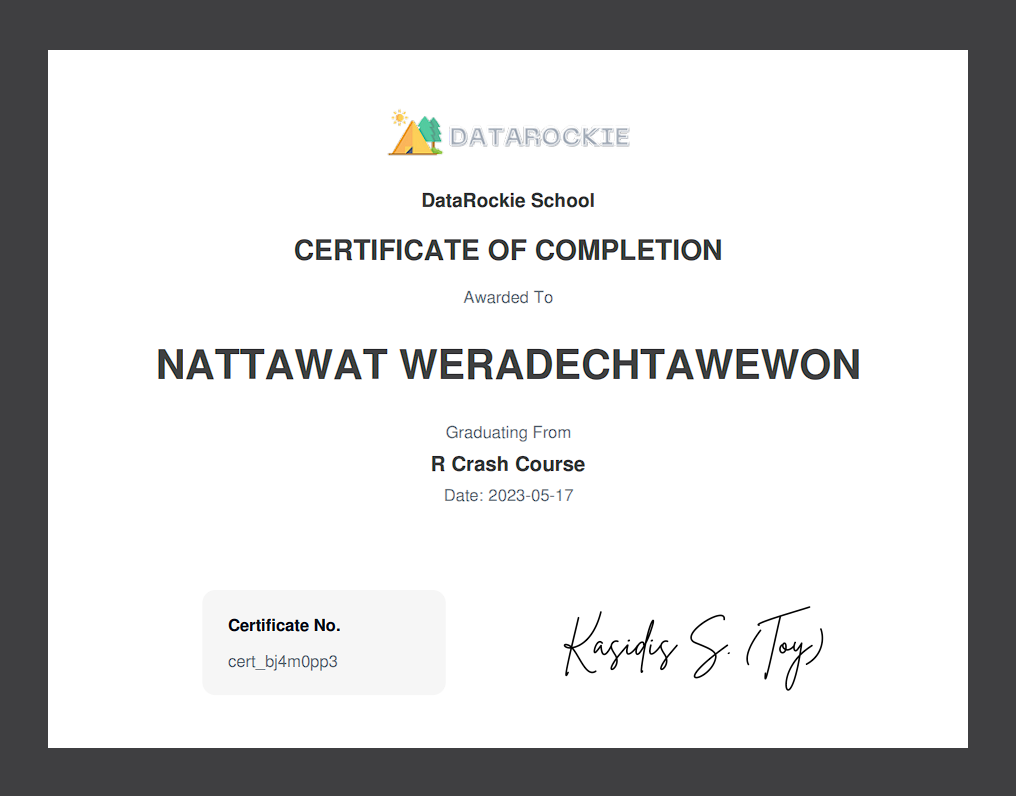 DATAROCKIE
DataRockie School
CERTIFICATE OF COMPLETION
Awarded To
NATTAWAT WERADECHTAWEWON
Graduating From
R Crash Course
Date: 2023-05-17
Certificate No.
cert_bj4m0pp3
Kasidis S. (Toy)